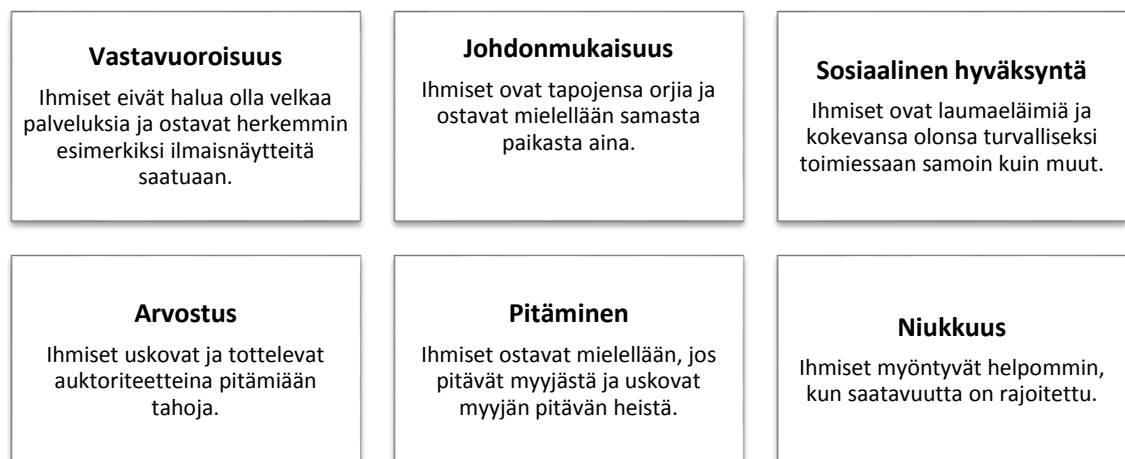 Vastavuoroisuus
Ihmiset eivät halua olla velkaa
palveluksia ja ostavat herkemmin
esimerkiksi ilmaisnäytteitä
saatuaan.
Johdonmukaisuus
Ihmiset ovat tapojensa orjia ja
ostavat mielellään samasta
paikasta aina.
Sosiaalinen hyväksyntä
Ihmiset ovat laumaeläimiä ja
kokevansa olonsa turvalliseksi
toimiessaan samoin kuin muut.
Arvostus
Ihmiset uskovat ja tottelevat
auktoriteetteina pitämiään
tahoja.
Pitäminen
Ihmiset ostavat mielellään, jos
pitävät myyjästä ja uskovat
myyjän pitävän heistä.
Niukkuus
Ihmiset myöntyvät helpommin,
kun saatavuutta on rajoitettu.